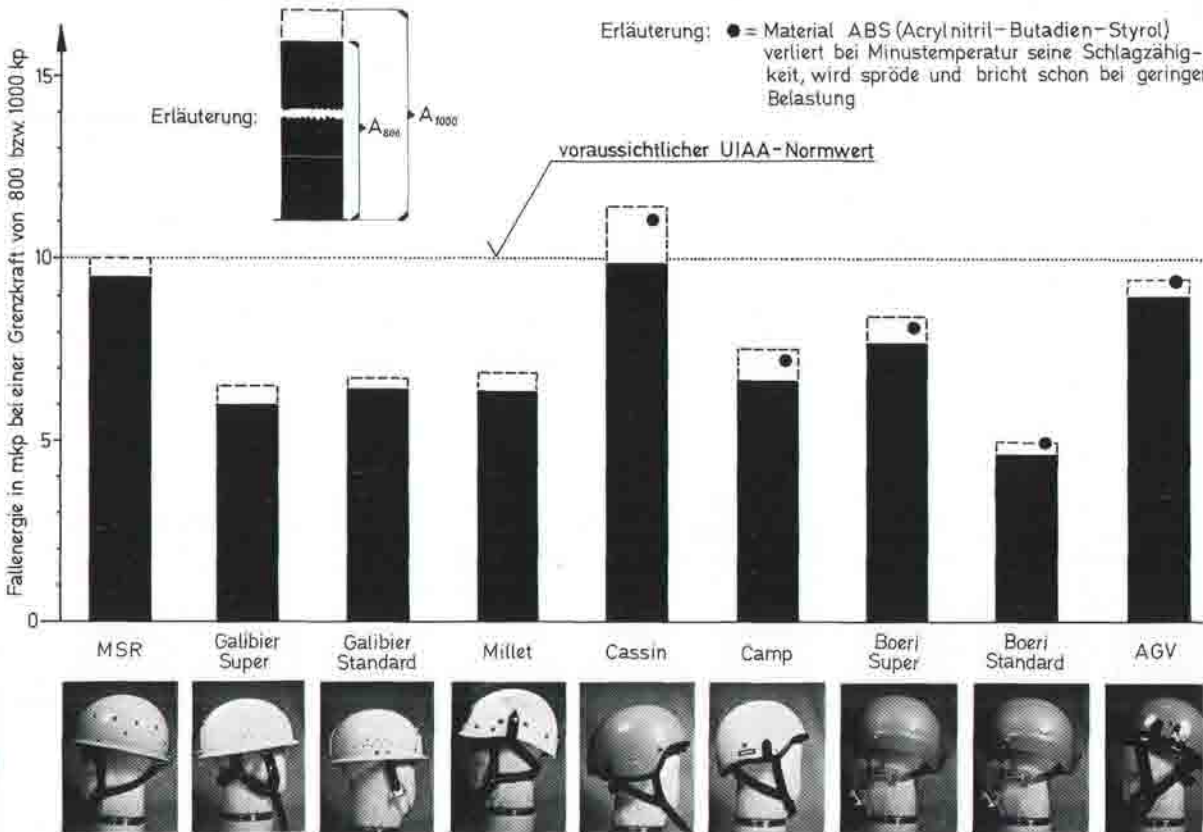 Erläuterung: ● = Material ABS (Acrylnitril-Butadien-Styrol)
verliert bei Minustemperatur seine Schlagzähig-
keit, wird spröde und bricht schon bei geringer
Belastung
Erläuterung:
A800
A1000
voraussichtlicher UIAA-Normwert
Fallenergie in mkp bei einer Grenzkraft von 800 bzw. 1000 kp
15
10
5
0
MSR
Galibier
Super
Galibier
Standard
Millet
Cassin
Camp
Boeri
Super
Boeri
Standard
AGV